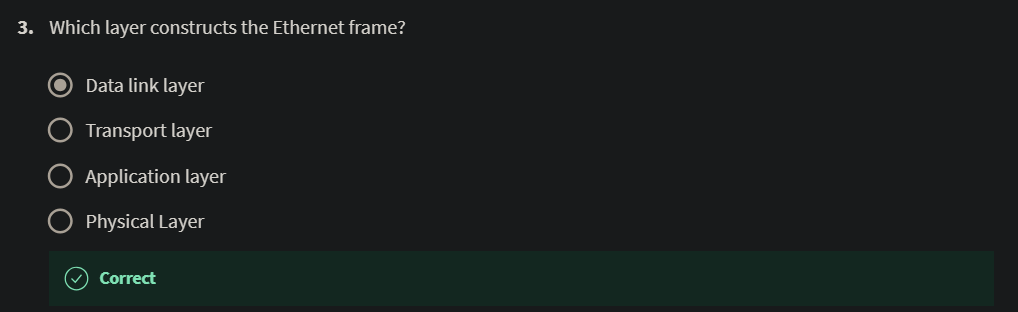 3. Which layer constructs the Ethernet frame?
Data link layer
Transport layer
Application layer
Physical Layer
Correct